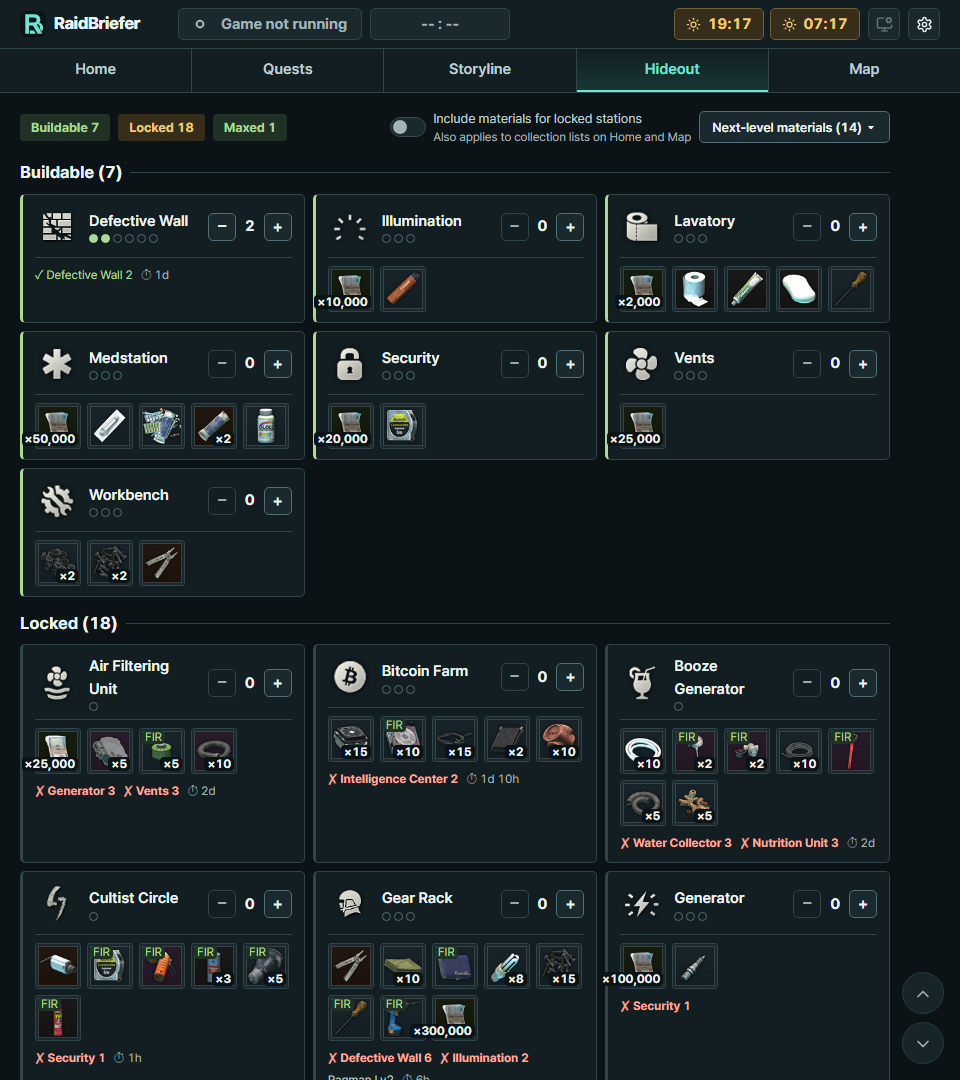 RaidBriefer
Game not running
-- : --
19:17
07:17
Home
Quests
Storyline
Hideout
Map
Buildable 7
Locked 18
Maxed 1
Include materials for locked stations
Also applies to collection lists on Home and Map
Next-level materials (14)
Buildable (7)
Defective Wall
− 2 +
✓ Defective Wall 2 ⏱ 1d
Illumination
− 0 +
×10,000
Lavatory
− 0 +
×2,000
Medstation
− 0 +
×50,000
×2
Security
− 0 +
×20,000
Vents
− 0 +
×25,000
Workbench
− 0 +
×2
×2
Locked (18)
Air Filtering
Unit
− 0 +
×25,000
×5
FIR
×5
×10
✗ Generator 3 ✗ Vents 3 ⏱ 2d
Bitcoin Farm
− 0 +
×15
FIR
×10
×15
×2
×10
✗ Intelligence Center 2 ⏱ 1d 10h
Booze
Generator
− 0 +
×10
FIR
×2
FIR
×2
×10
FIR
×5
×5
✗ Water Collector 3 ✗ Nutrition Unit 3 ⏱ 2d
Cultist Circle
− 0 +
FIR
FIR
FIR
×3
FIR
×5
FIR
✗ Security 1 ⏱ 1h
Gear Rack
− 0 +
×10
FIR
×8
×15
FIR
FIR
×300,000
✗ Defective Wall 6 ✗ Illumination 2
Ragman Lv2 ⏱ 6h
Generator
− 0 +
×100,000
✗ Security 1